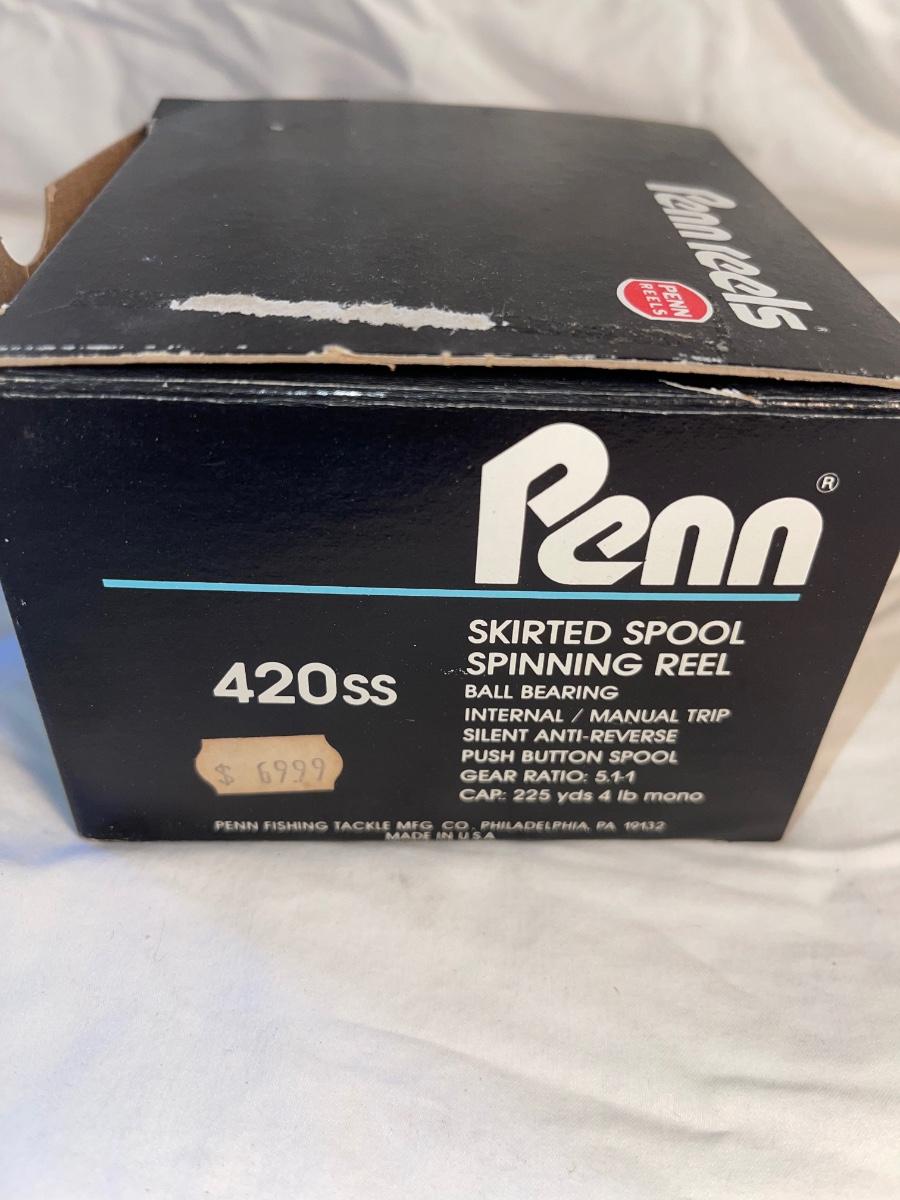 Penn Reels
PENN
REELS
Penn®
SKIRTED SPOOL
SPINNING REEL
420SS
BALL BEARING
INTERNAL / MANUAL TRIP
SILENT ANTI-REVERSE
PUSH BUTTON SPOOL
GEAR RATIO: 5.1-1
CAP.: 225 yds 4 lb mono
$ 69.99
PENN FISHING TACKLE MFG. CO. PHILADELPHIA, PA 19132
MADE IN U.S.A.